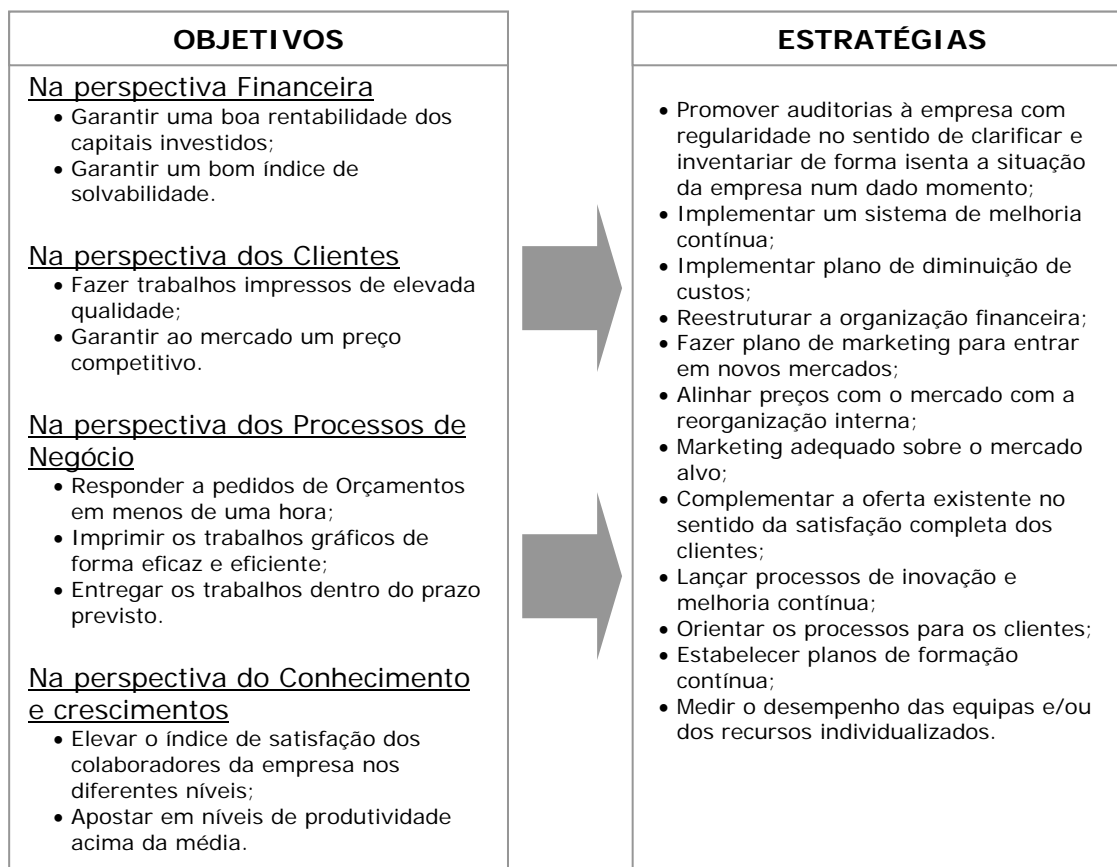 OBJETIVOS
Na perspectiva Financeira
• Garantir uma boa rentabilidade dos
capitais investidos;
• Garantir um bom índice de
solvabilidade.
Na perspectiva dos Clientes
• Fazer trabalhos impressos de elevada
qualidade;
• Garantir ao mercado um preço
competitivo.
Na perspectiva dos Processos de
Negócio
• Responder a pedidos de Orçamentos
em menos de uma hora;
• Imprimir os trabalhos gráficos de
forma eficaz e eficiente;
• Entregar os trabalhos dentro do prazo
previsto.
Na perspectiva do Conhecimento
e crescimentos
• Elevar o índice de satisfação dos
colaboradores da empresa nos
diferentes níveis;
• Apostar em níveis de produtividade
acima da média.
ESTRATÉGIAS
• Promover auditorias à empresa com
regularidade no sentido de clarificar e
inventariar de forma isenta a situação
da empresa num dado momento;
• Implementar um sistema de melhoria
contínua;
• Implementar plano de diminuição de
custos;
• Reestruturar a organização financeira;
• Fazer plano de marketing para entrar
em novos mercados;
• Alinhar preços com o mercado com a
reorganização interna;
• Marketing adequado sobre o mercado
alvo;
• Complementar a oferta existente no
sentido da satisfação completa dos
clientes;
• Lançar processos de inovação e
melhoria contínua;
• Orientar os processos para os clientes;
• Estabelecer planos de formação
contínua;
• Medir o desempenho das equipas e/ou
dos recursos individualizados.